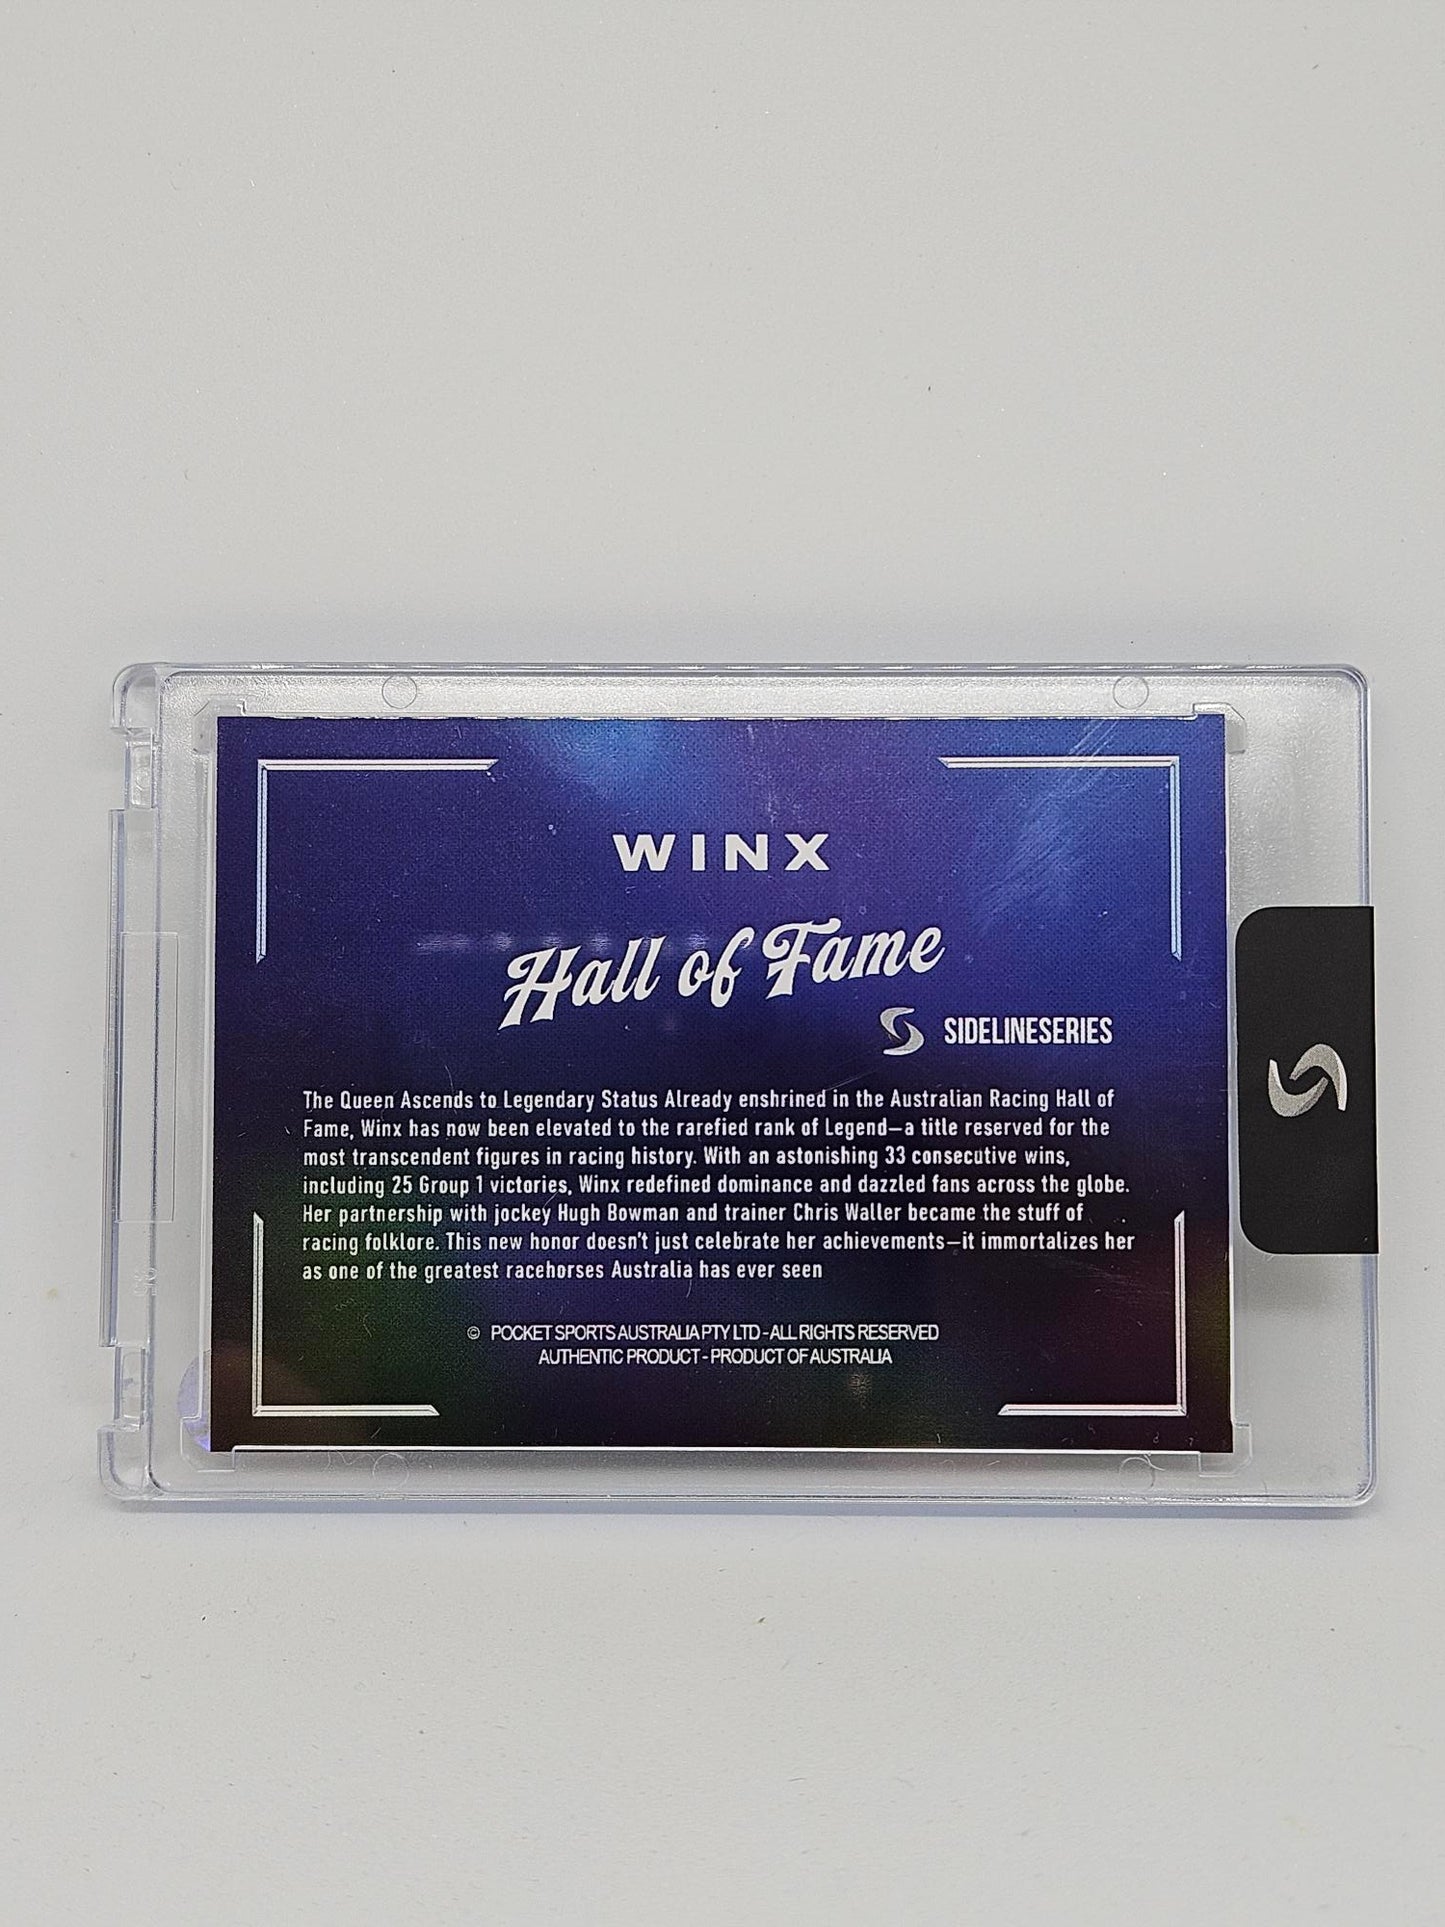 WINX
Hall of Fame
SIDELINESERIES
The Queen Ascends to Legendary Status Already enshrined in the Australian Racing Hall of
Fame, Winx has now been elevated to the rarefied rank of Legend—a title reserved for the
most transcendent figures in racing history. With an astonishing 33 consecutive wins,
including 25 Group 1 victories, Winx redefined dominance and dazzled fans across the globe.
Her partnership with jockey Hugh Bowman and trainer Chris Waller became the stuff of
racing folklore. This new honor doesn't just celebrate her achievements—it immortalizes her
as one of the greatest racehorses Australia has ever seen
© POCKET SPORTS AUSTRALIA PTY LTD - ALL RIGHTS RESERVED
AUTHENTIC PRODUCT - PRODUCT OF AUSTRALIA